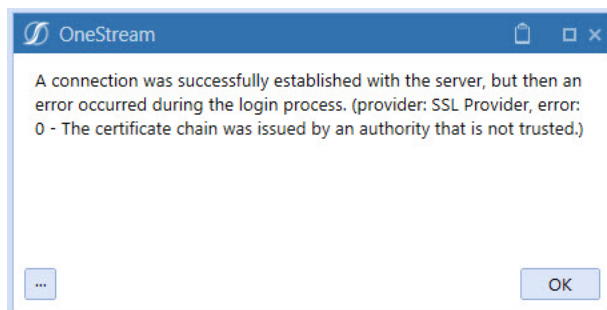 OneStream
A connection was successfully established with the server, but then an
error occurred during the login process. (provider: SSL Provider, error:
0 - The certificate chain was issued by an authority that is not trusted.)
...
OK